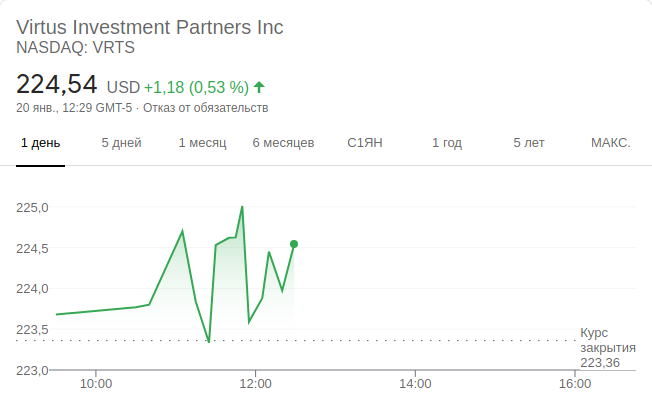 Virtus Investment Partners Inc
NASDAQ: VRTS
224,54 USD +1,18 (0,53 %)
20 янв., 12:29 GMT-5 · Отказ от обязательств
1 день 5 дней 1 месяц 6 месяцев С1ЯН 1 год 5 лет МАКС.
225,0
224,5
224,0
223,5
Курс
закрытия
223,36
223,0
10:00 12:00 14:00 16:00